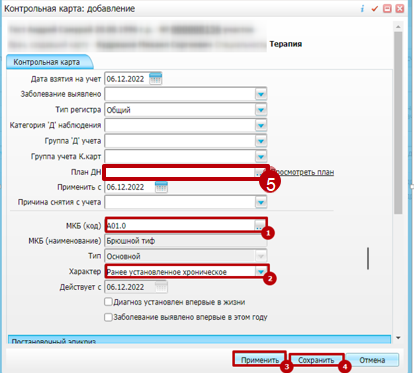 Контрольная карта: добавление
Терапия
Контрольная карта
Дата взятия на учет 06.12.2022
Заболевание выявлено
Тип регистра Общий
Категория 'Д' наблюдения
Группа 'Д' учета
Группа учета К.карт
План ДН 5 просмотреть план
Применить с 06.12.2022
Причина снятия с учета
МКБ (код) A01.0 ... 1
МКБ (наименование) Брюшной тиф
Тип Основной
Характер Ранее установленное хроническое 2
Действует с 06.12.2022
Диагноз установлен впервые в жизни
Заболевание выявлено впервые в этом году
Постановочный эпикриз
Применить 3 Сохранить 4 Отмена